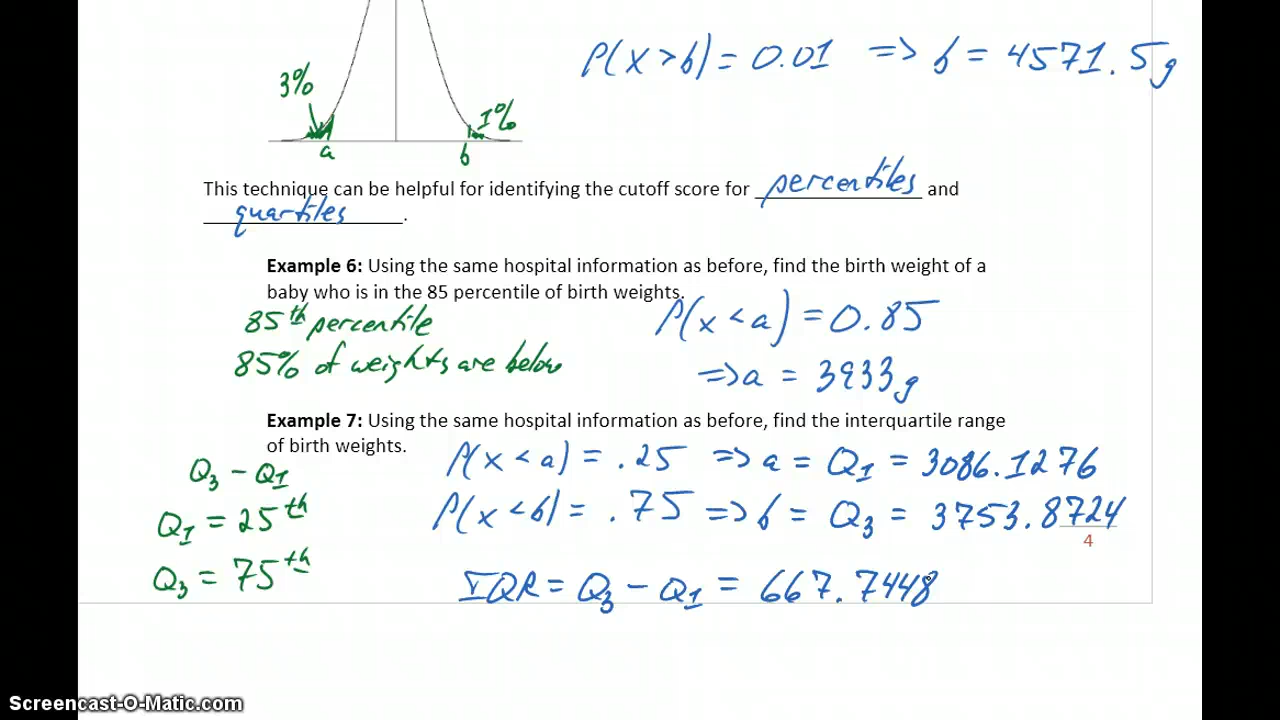 P(x > b) = 0.01 => b = 4571.5g
3%
1%
a
b
This technique can be helpful for identifying the cutoff score for percentiles and
quartiles.
Example 6: Using the same hospital information as before, find the birth weight of a
baby who is in the 85 percentile of birth weights.
85th percentile
P(x < a) = 0.85
85% of weights are below
=> a = 3933g
Example 7: Using the same hospital information as before, find the interquartile range
of birth weights.
P(x < a) = .25 => a = Q1 = 3086.1276
Q3 - Q1
P(x < b) = .75 => b = Q3 = 3753.8724
Q1 = 25th
4
Q3 = 75th
IQR = Q3 - Q1 = 667.7448
Screencast-O-Matic.com